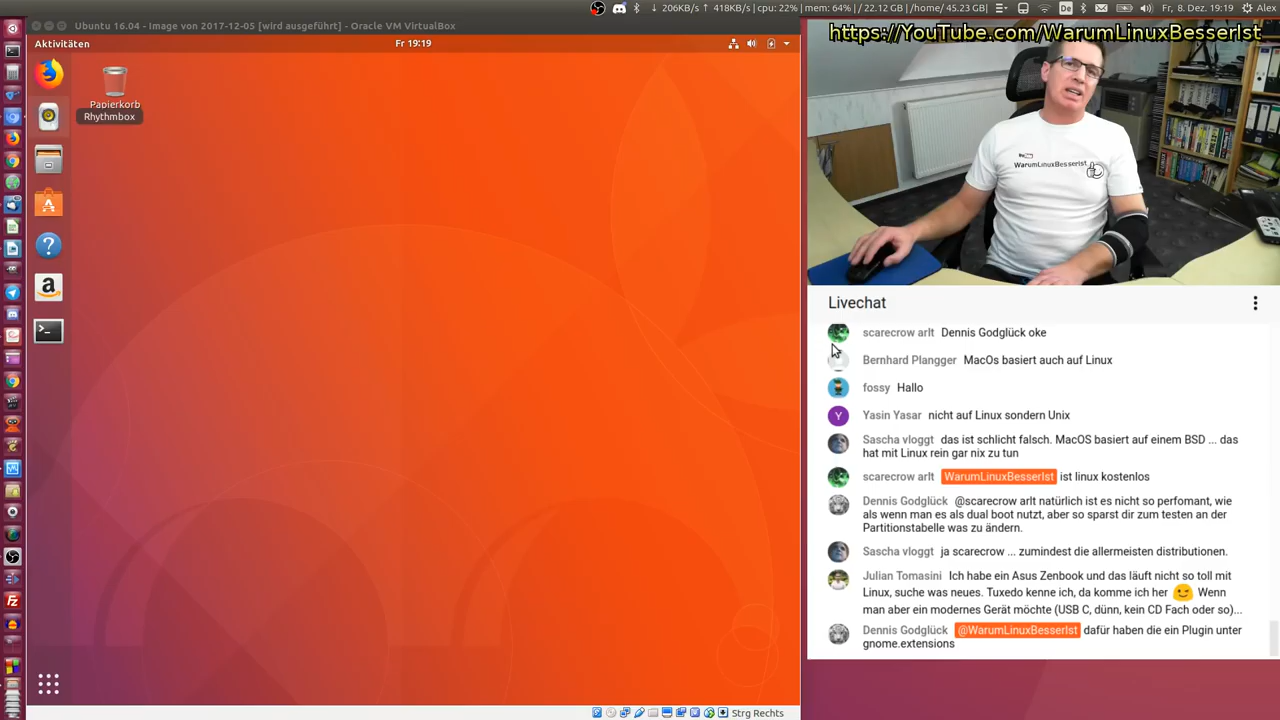 Ubuntu 16.04 - Image von 2017-12-05 [wird ausgeführt] - Oracle VM VirtualBox
↓ 206KB/s ↑ 418KB/s | cpu: 22% | mem: 64% | / 22.12 GB | /home/ 45.23 GB |
De
Fr, 8. Dez, 19:19
Alex
Aktivitäten
Fr 19:19
Papierkorb
Rhythmbox
https://YouTube.com/WarumLinuxBesserIst
WarumLinuxBesserIst
Livechat
scarecrow arlt Dennis Godglück oke
Bernhard Plangger MacOs basiert auch auf Linux
fossy Hallo
Yasin Yasar nicht auf Linux sondern Unix
Sascha vloggt das ist schlicht falsch. MacOS basiert auf einem BSD ... das
hat mit Linux rein gar nix zu tun
scarecrow arlt WarumLinuxBesserIst ist linux kostenlos
Dennis Godglück @scarecrow arlt natürlich ist es nicht so perfomant, wie
als wenn man es als dual boot nutzt, aber so sparst dir zum testen an der
Partitionstabelle was zu ändern.
Sascha vloggt ja scarecrow ... zumindest die allermeisten distributionen.
Julian Tomasini Ich habe ein Asus Zenbook und das läuft nicht so toll mit
Linux, suche was neues. Tuxedo kenne ich, da komme ich her 😉 Wenn
man aber ein modernes Gerät möchte (USB C, dünn, kein CD Fach oder so)...
Dennis Godglück @WarumLinuxBesserIst dafür haben die ein Plugin unter
gnome.extensions
Strg Rechts